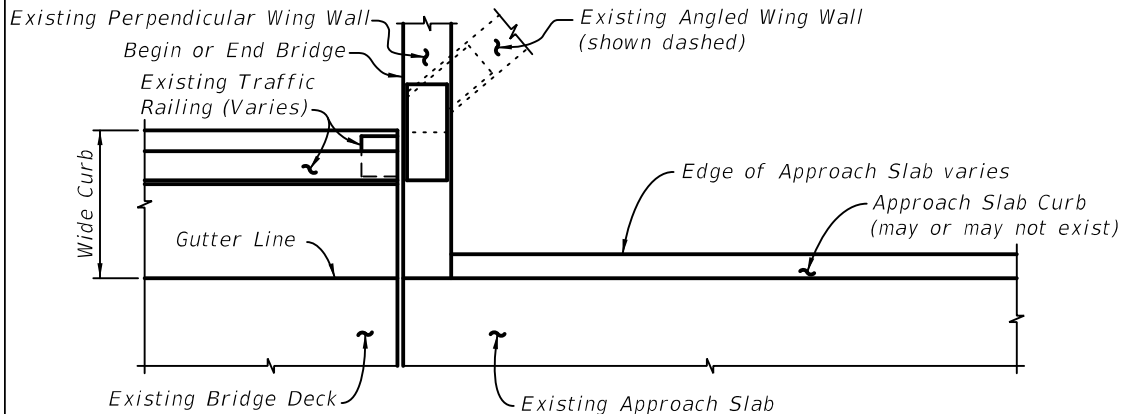 Existing Perpendicular Wing Wall
Begin or End Bridge
Existing Traffic
Railing (Varies)
Existing Angled Wing Wall
(shown dashed)
Wide Curb
Gutter Line
Edge of Approach Slab varies
Approach Slab Curb
(may or may not exist)
Existing Bridge Deck
Existing Approach Slab